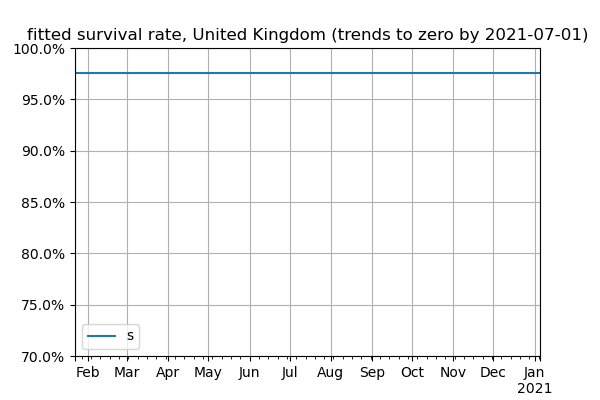 fitted survival rate, United Kingdom (trends to zero by 2021-07-01)
100.0%
95.0%
90.0%
85.0%
80.0%
75.0%
70.0%
s
Feb Mar Apr May Jun Jul Aug Sep Oct Nov Dec Jan
2021